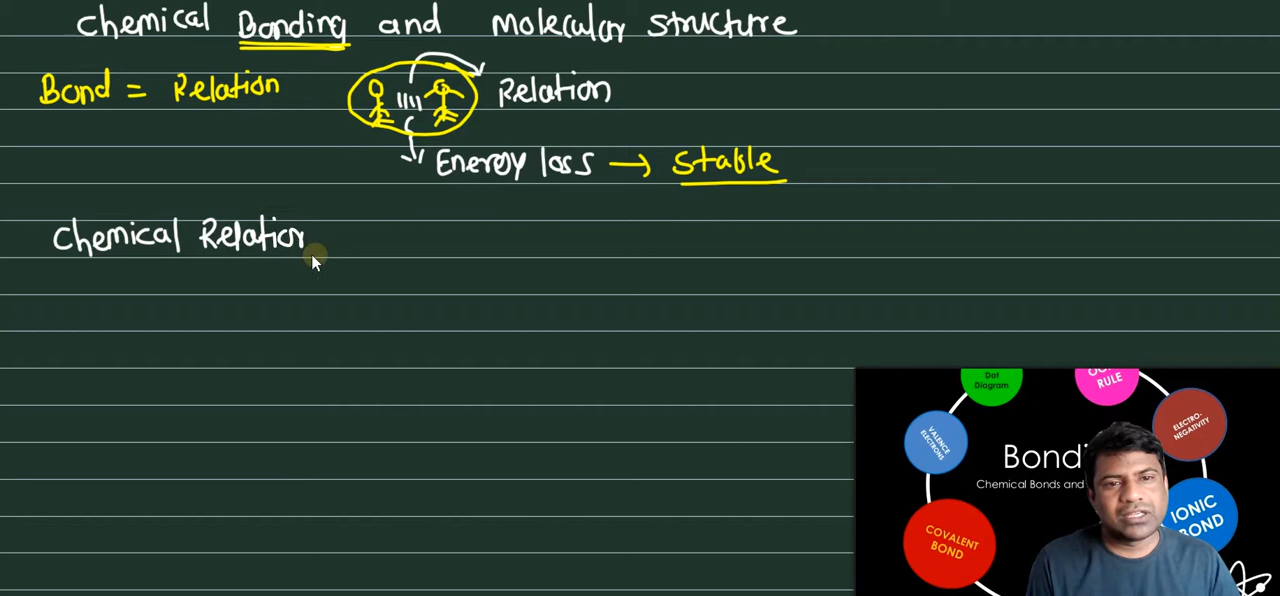 Chemical Bonding and molecular structure
Bond = Relation
Relation
Energy loss → stable
Chemical Relation
Dot
Diagram
RULE
VALENCE
ELECTRONS
ELECTRO-
NEGATIVITY
Chemical Bonds and
IONIC
BOND
COVALENT
BOND